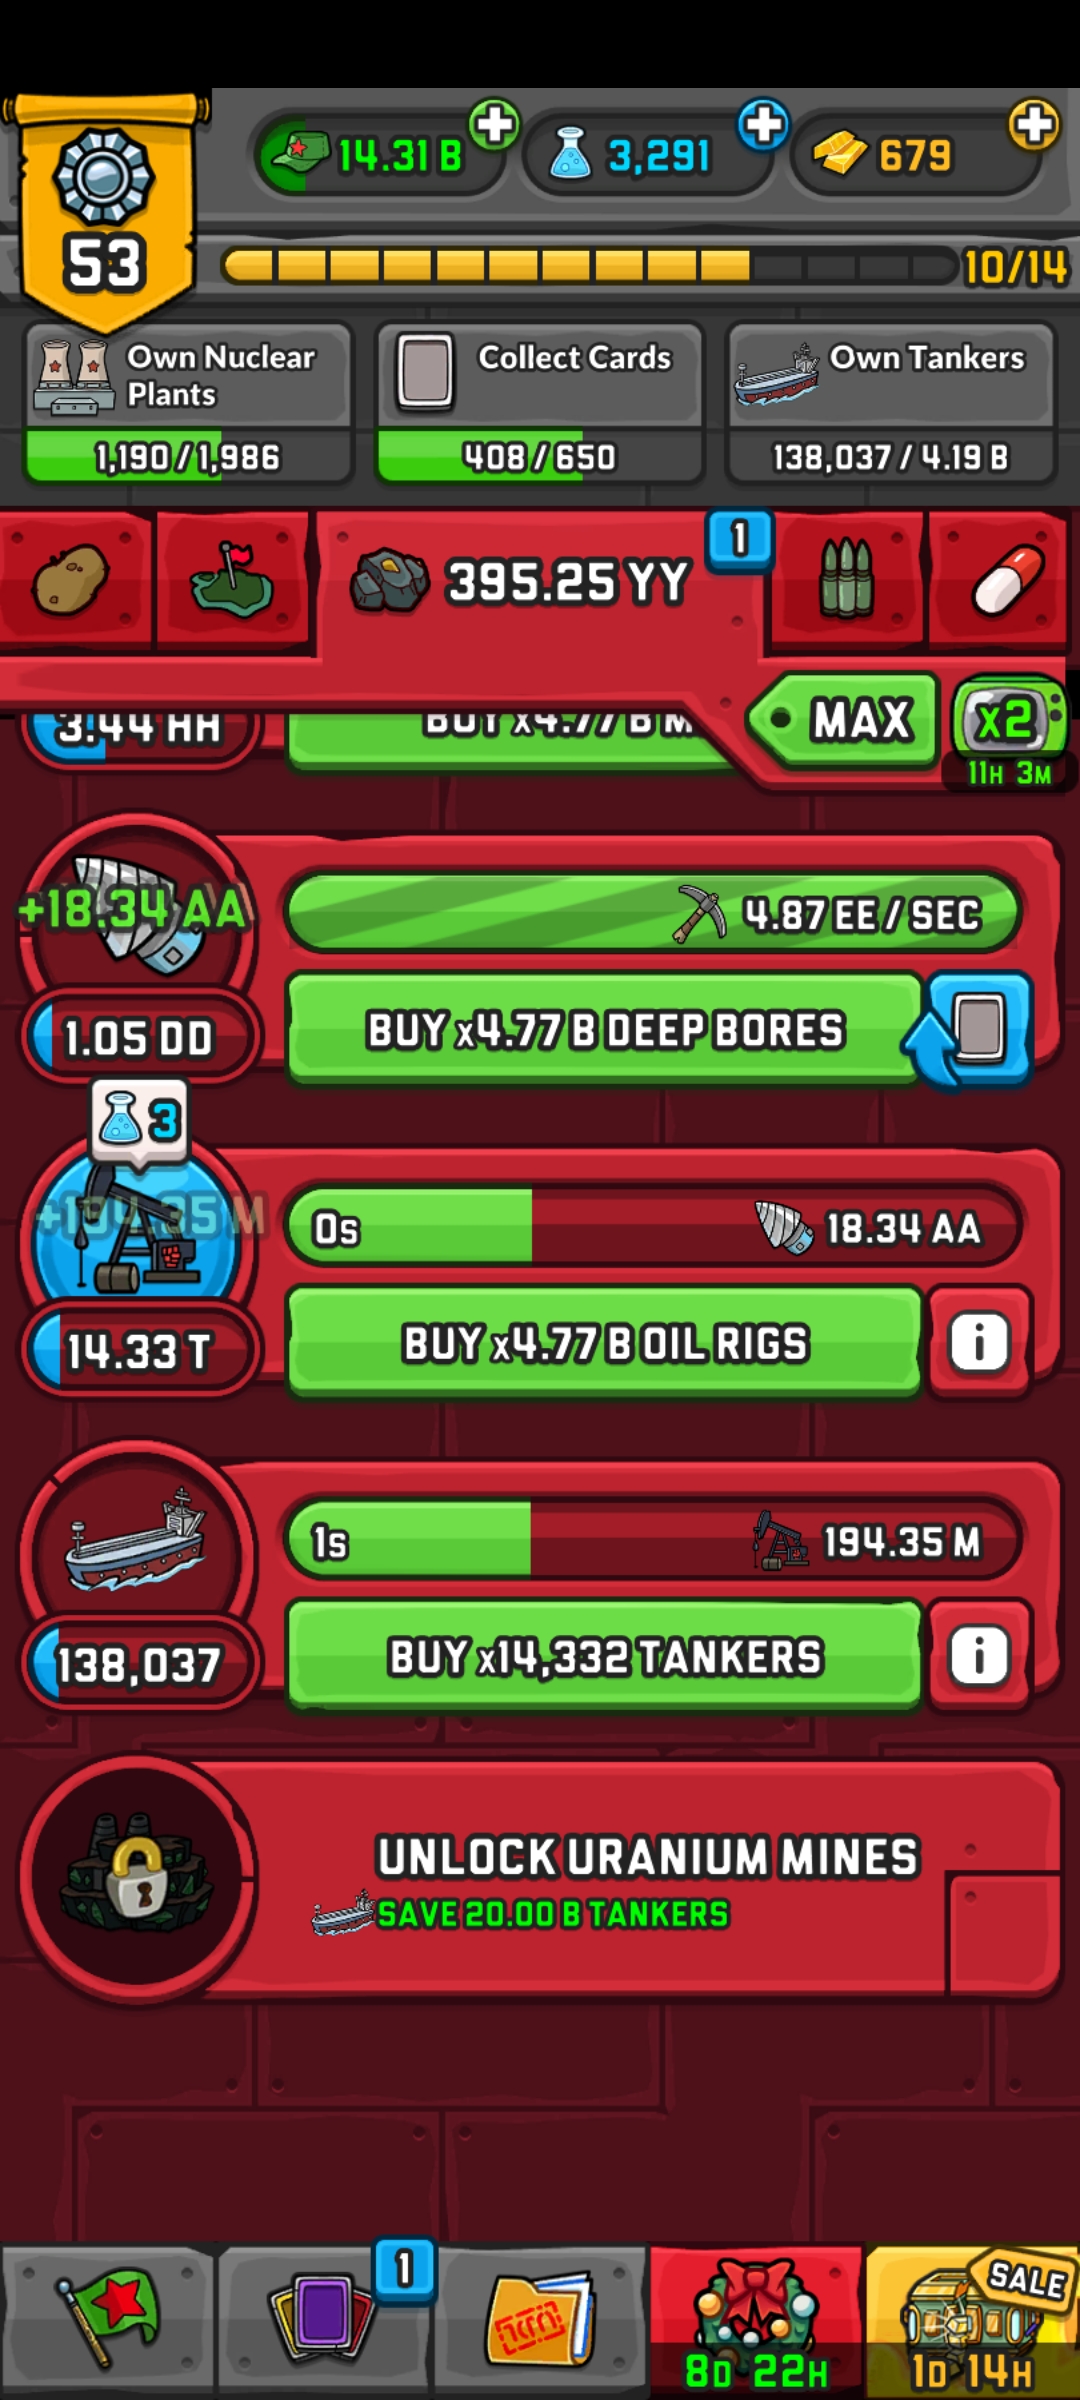 14.31 B
3,291
679
53
10/14
Own Nuclear Plants
Collect Cards
Own Tankers
1,190 / 1,986
408 / 650
138,037 / 4.19 B
395.25 YY
1
MAX
x2
11H 3M
3.44 HH
BUY x4.77 B M
+18.34 AA
4.87 EE / SEC
1.05 DD
BUY x4.77 B DEEP BORES
3
+194.35 M
0s
18.34 AA
14.33 T
BUY x4.77 B OIL RIGS
i
1s
194.35 M
138,037
BUY x14,332 TANKERS
i
UNLOCK URANIUM MINES
SAVE 20.00 B TANKERS
1
SALE
8D 22H
1D 14H